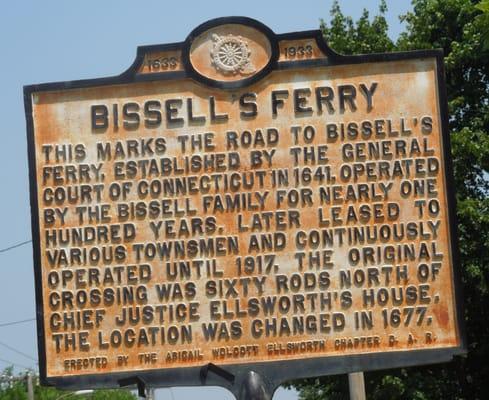 1633 1933
BISSELL'S FERRY
THIS MARKS THE ROAD TO BISSELL'S
FERRY, ESTABLISHED BY THE GENERAL
COURT OF CONNECTICUT IN 1641, OPERATED
BY THE BISSELL FAMILY FOR NEARLY ONE
HUNDRED YEARS, LATER LEASED TO
VARIOUS TOWNSMEN AND CONTINUOUSLY
OPERATED UNTIL 1917. THE ORIGINAL
CROSSING WAS SIXTY RODS NORTH OF
CHIEF JUSTICE ELLSWORTH'S HOUSE.
THE LOCATION WAS CHANGED IN 1677.
ERECTED BY THE ABIGAIL WOLCOTT ELLSWORTH CHAPTER D.A.R.